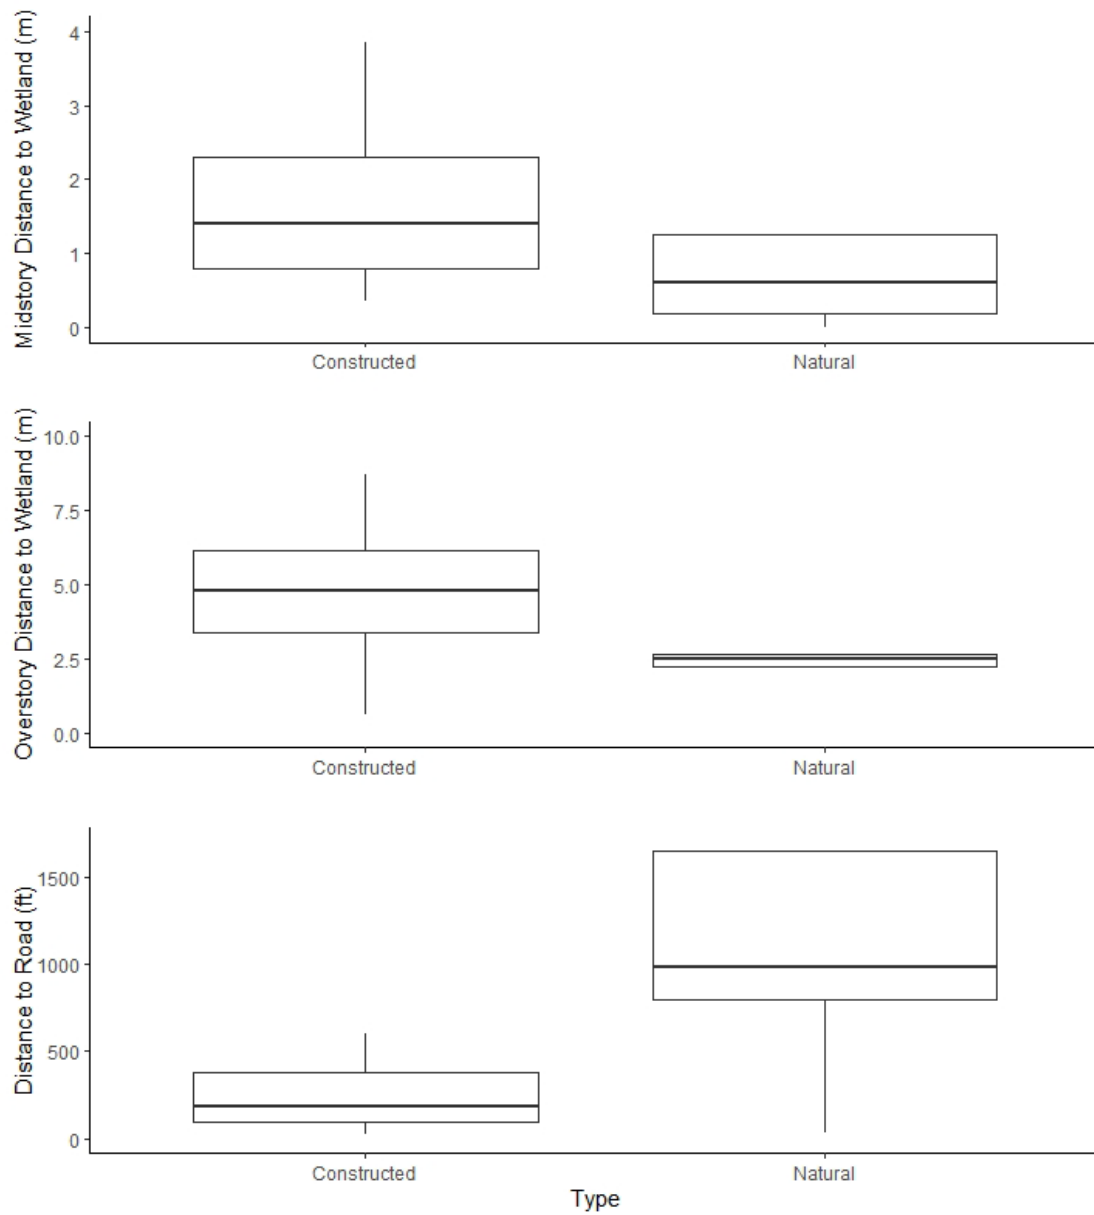 Midstory Distance to Wetland (m)
4
3
2
1
0
Constructed Natural
Overstory Distance to Wetland (m)
10.0
7.5
5.0
2.5
0.0
Constructed Natural
Distance to Road (ft)
1500
1000
500
0
Constructed Natural
Type